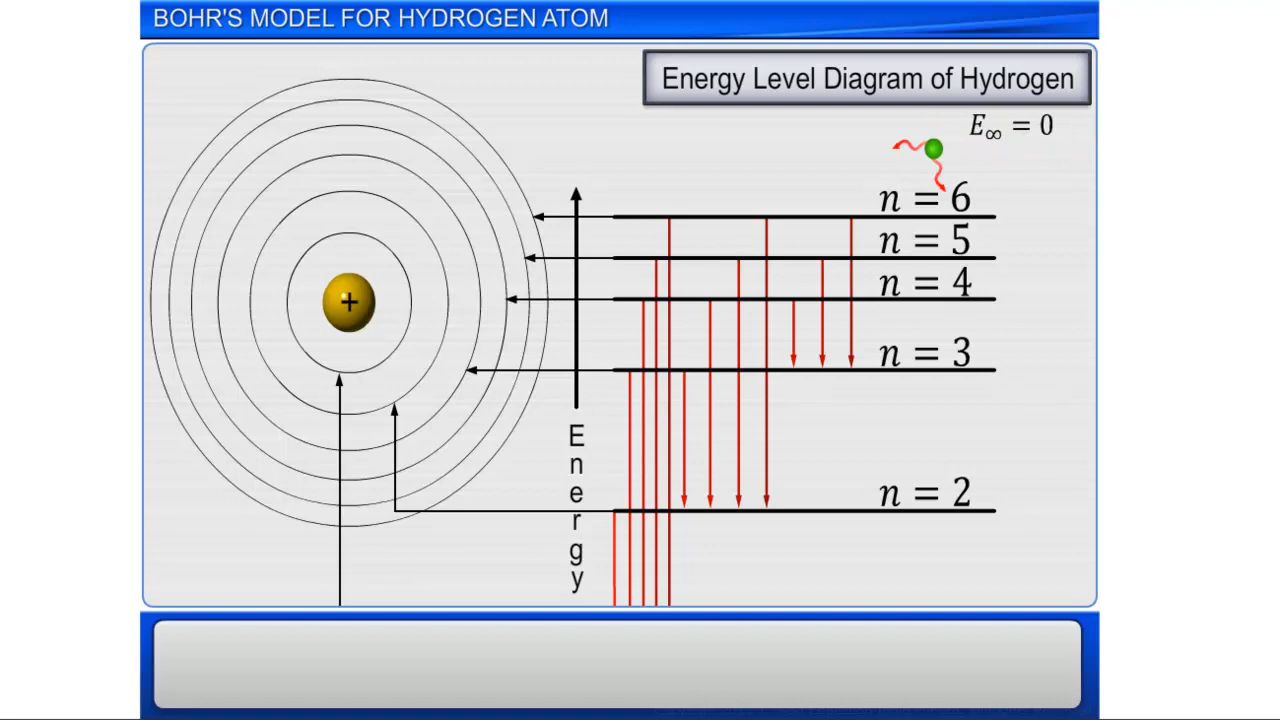 BOHR'S MODEL FOR HYDROGEN ATOM
Energy Level Diagram of Hydrogen
E∞ = 0
n = 6
n = 5
n = 4
n = 3
n = 2
+
Energy